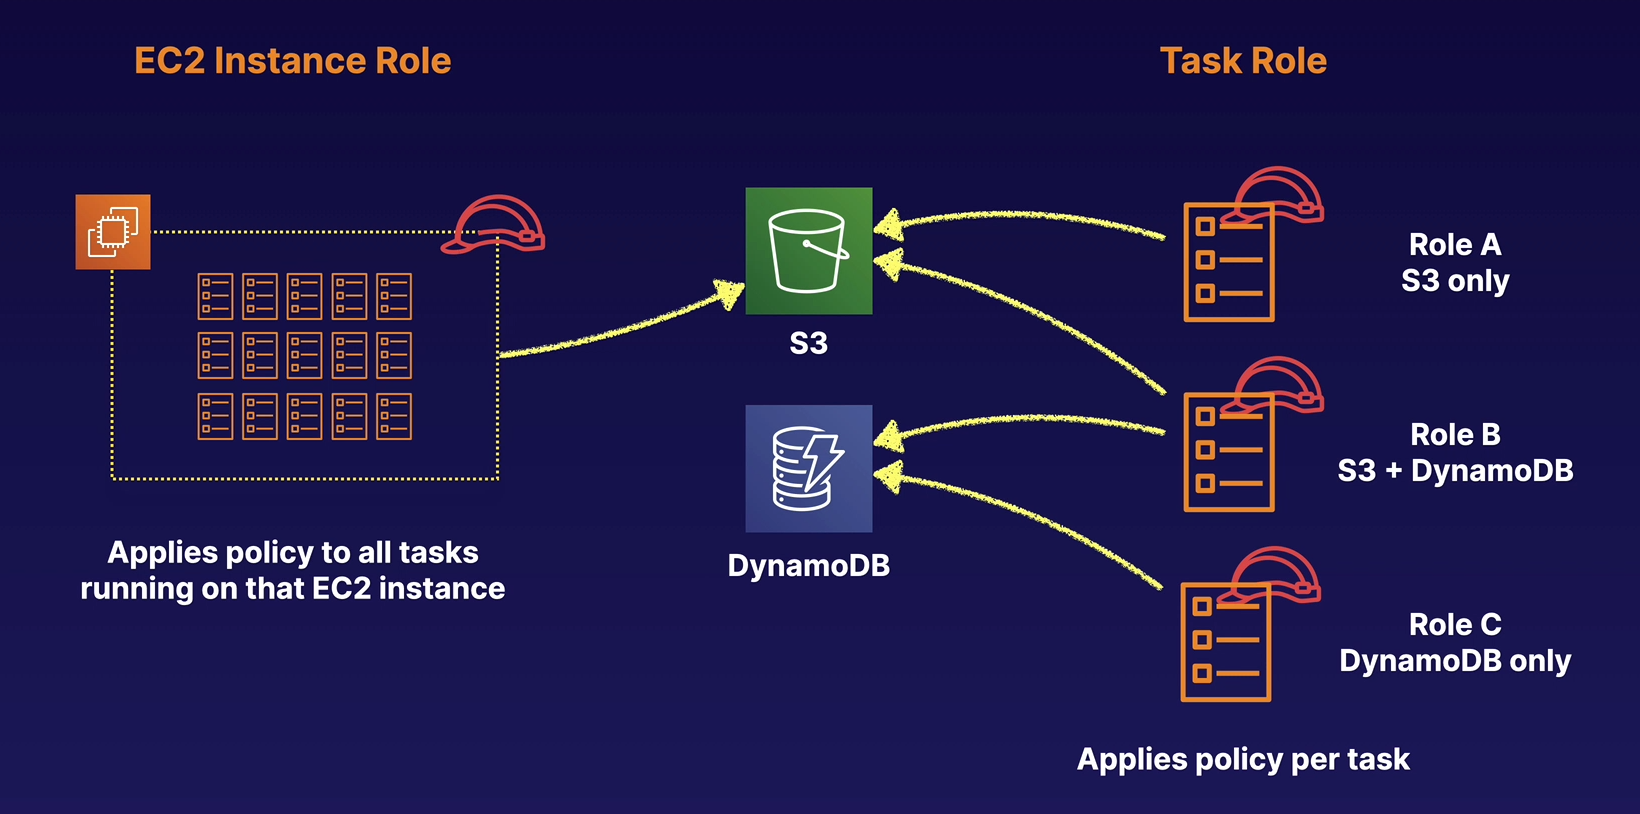 EC2 Instance Role
Task Role
S3
DynamoDB
Applies policy to all tasks
running on that EC2 instance
Role A
S3 only
Role B
S3 + DynamoDB
Role C
DynamoDB only
Applies policy per task